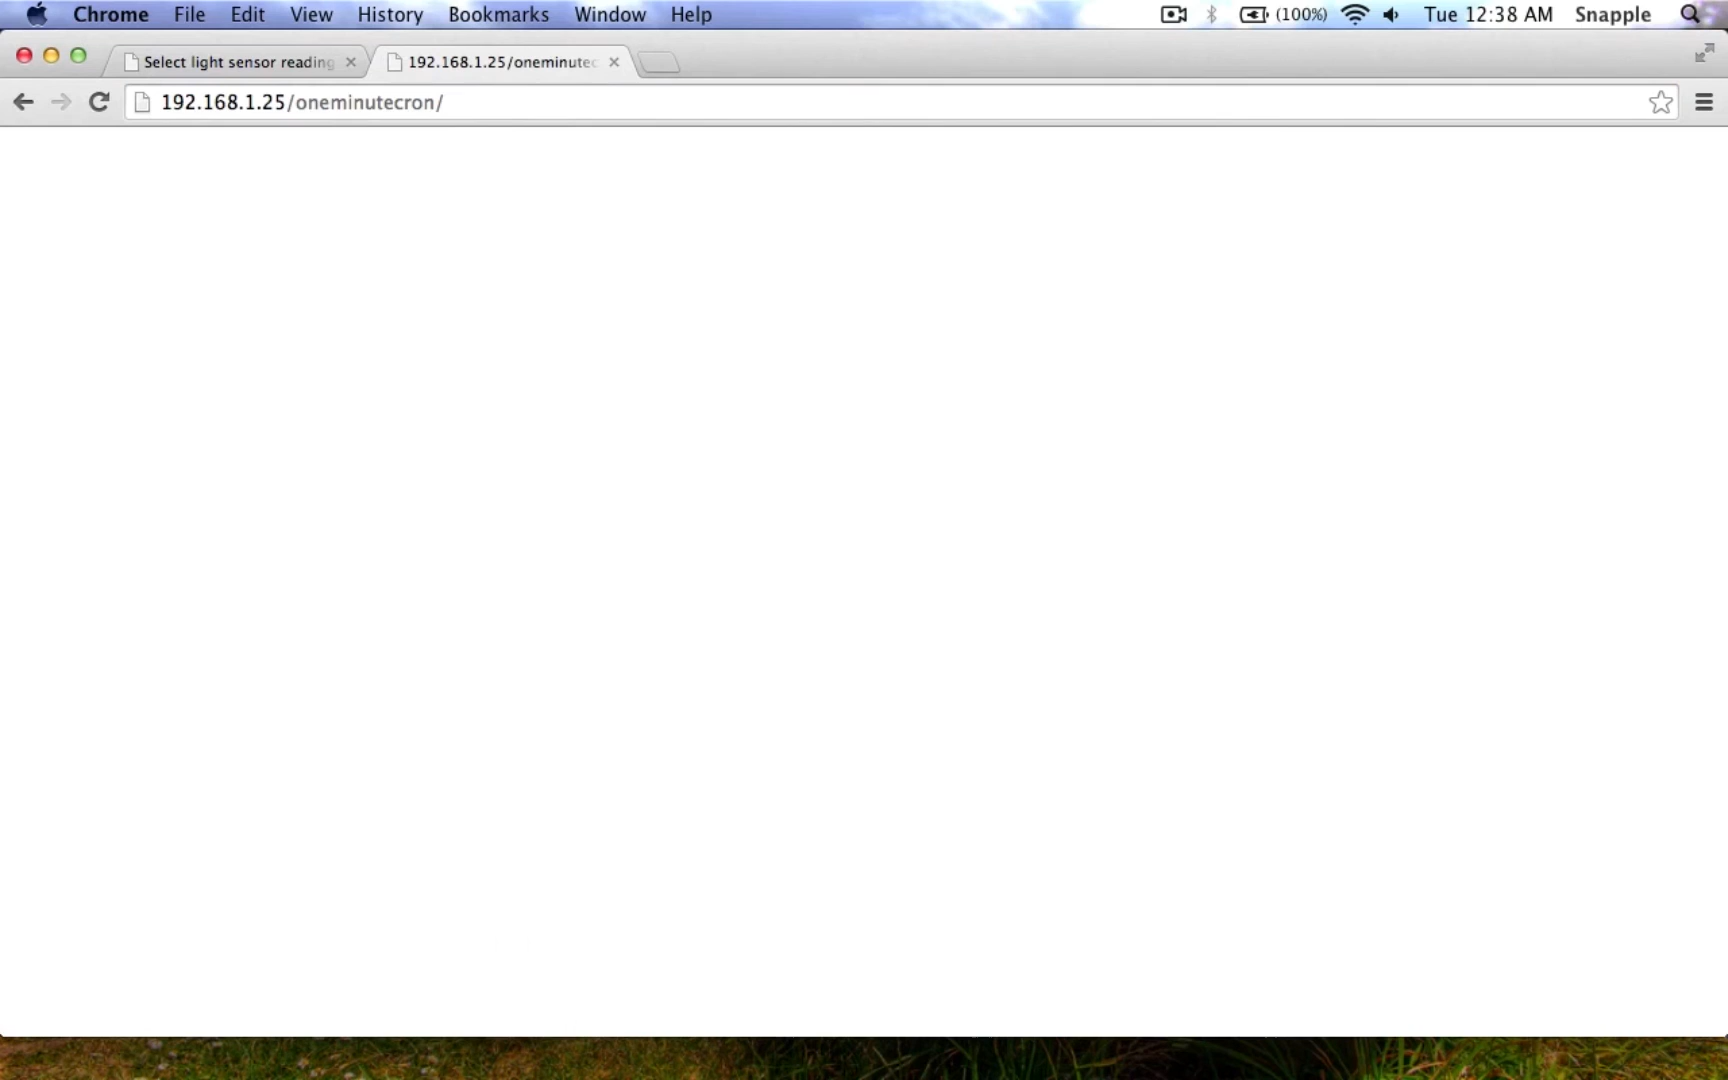 Chrome File Edit View History Bookmarks Window Help (100%) Tue 12:38 AM Snapple
Select light sensor reading 192.168.1.25/oneminutec
192.168.1.25/oneminutecron/